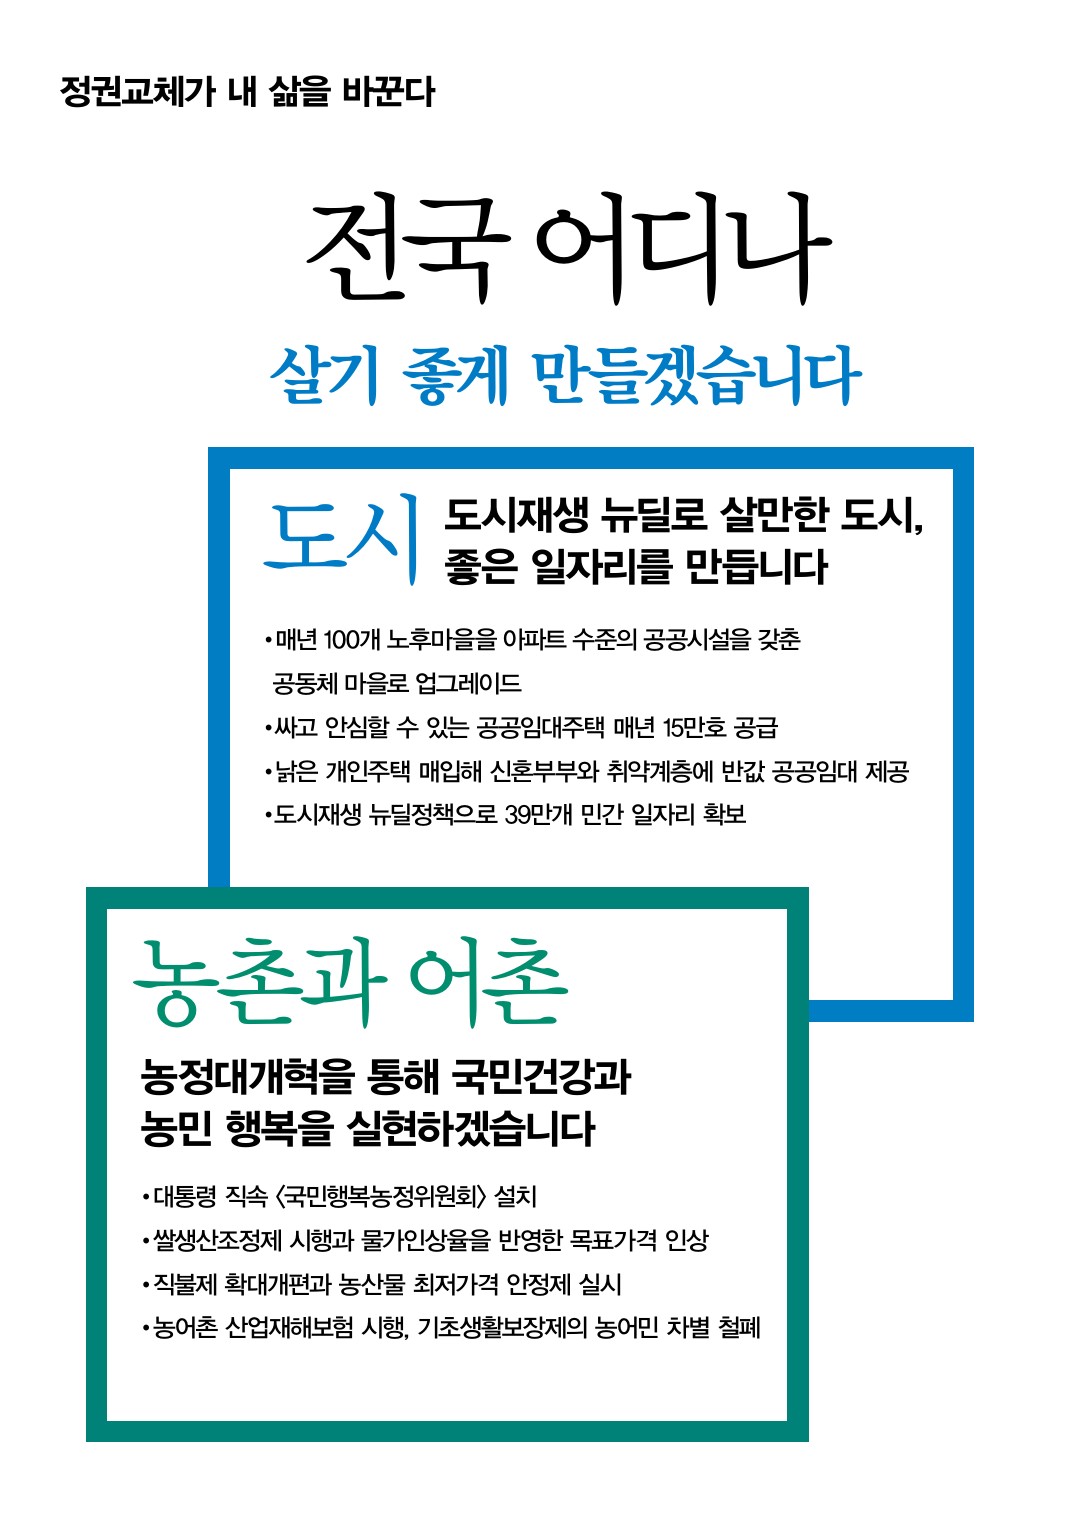 정권교체가 내 삶을 바꾼다
전국 어디나
살기 좋게 만들겠습니다
도시
도시재생 뉴딜로 살만한 도시,
좋은 일자리를 만듭니다
•매년 100개 노후마을을 아파트 수준의 공공시설을 갖춘
공동체 마을로 업그레이드
•싸고 안심할 수 있는 공공임대주택 매년 15만호 공급
•낡은 개인주택 매입해 신혼부부와 취약계층에 반값 공공임대 제공
•도시재생 뉴딜정책으로 39만개 민간 일자리 확보
농촌과 어촌
농정대개혁을 통해 국민건강과
농민 행복을 실현하겠습니다
•대통령 직속 〈국민행복농정위원회〉 설치
•쌀생산조정제 시행과 물가인상율을 반영한 목표가격 인상
•직불제 확대개편과 농산물 최저가격 안정제 실시
•농어촌 산업재해보험 시행, 기초생활보장제의 농어민 차별 철폐